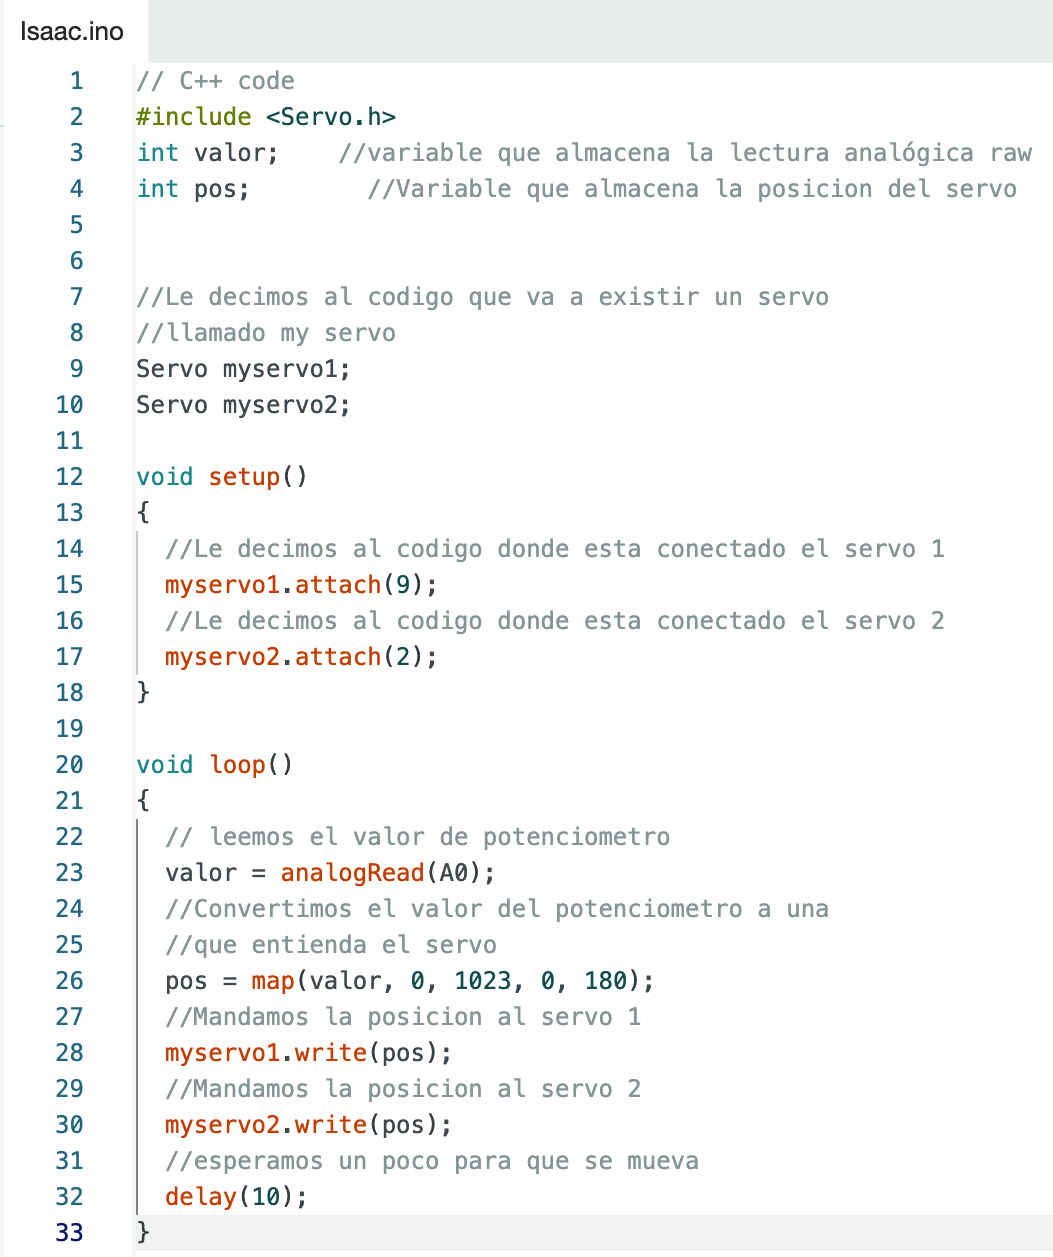 Isaac.ino
1 // C++ code
2 #include <Servo.h>
3 int valor;    //variable que almacena la lectura analógica raw
4 int pos;        //Variable que almacena la posicion del servo
5
6
7 //Le decimos al codigo que va a existir un servo
8 //llamado my servo
9 Servo myservo1;
10 Servo myservo2;
11
12 void setup()
13 {
14   //Le decimos al codigo donde esta conectado el servo 1
15   myservo1.attach(9);
16   //Le decimos al codigo donde esta conectado el servo 2
17   myservo2.attach(2);
18 }
19
20 void loop()
21 {
22   // leemos el valor de potenciometro
23   valor = analogRead(A0);
24   //Convertimos el valor del potenciometro a una
25   //que entienda el servo
26   pos = map(valor, 0, 1023, 0, 180);
27   //Mandamos la posicion al servo 1
28   myservo1.write(pos);
29   //Mandamos la posicion al servo 2
30   myservo2.write(pos);
31   //esperamos un poco para que se mueva
32   delay(10);
33 }